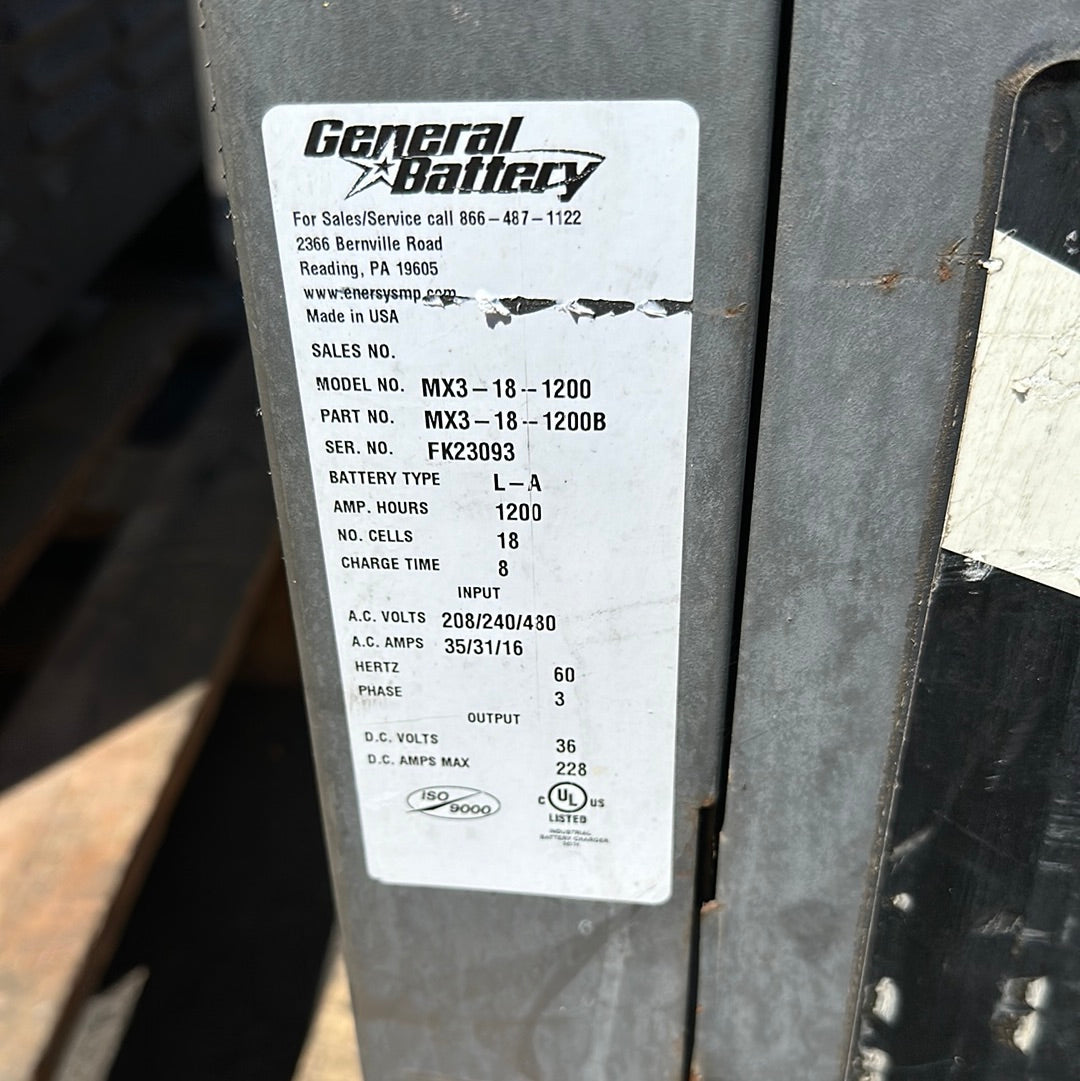 General
Battery
For Sales/Service call 866-487-1122
2366 Bernville Road
Reading, PA 19605
www.enersysmp.com
Made in USA
SALES NO.
MODEL NO. MX3-18--1200
PART NO. MX3-18--1200B
SER. NO. FK23093
BATTERY TYPE L-A
AMP. HOURS 1200
NO. CELLS 18
CHARGE TIME 8
INPUT
A.C. VOLTS 208/240/480
A.C. AMPS 35/31/16
HERTZ 60
PHASE 3
OUTPUT
D.C. VOLTS 36
D.C. AMPS MAX 228
ISO 9000
C UL US
LISTED
INDUSTRIAL
BATTERY CHARGER